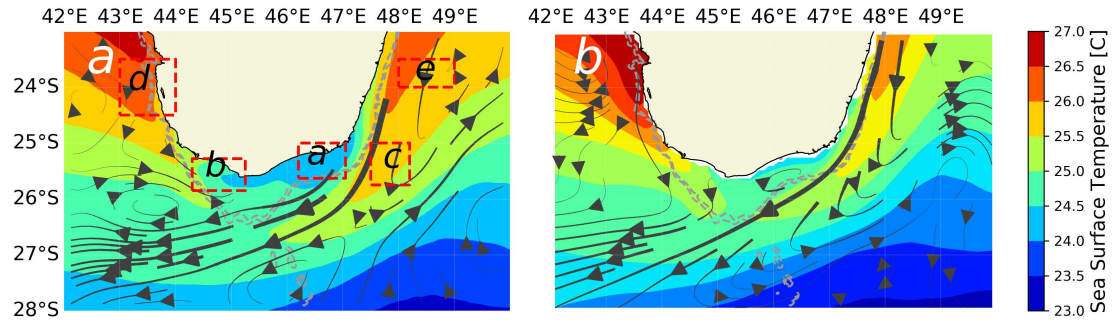 42°E 43°E 44°E 45°E 46°E 47°E 48°E 49°E
42°E 43°E 44°E 45°E 46°E 47°E 48°E 49°E
a
b
d
e
b
a
c
24°S
25°S
26°S
27°S
28°S
27.0
26.5
26.0
25.5
25.0
24.5
24.0
23.5
23.0
Sea Surface Temperature [C]